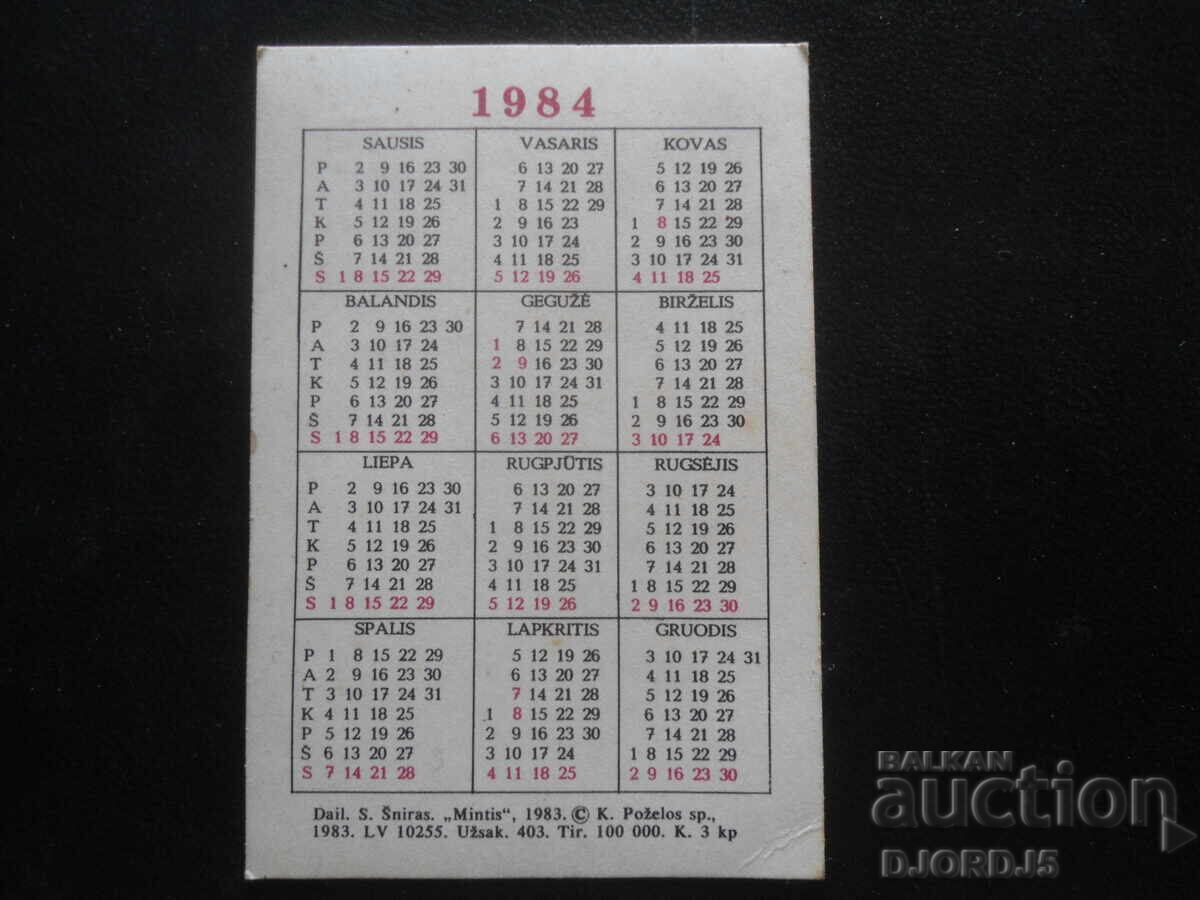 1984
SAUSIS VASARIS KOVAS
P 2 9 16 23 30 6 13 20 27 5 12 19 26
A 3 10 17 24 31 7 14 21 28 6 13 20 27
T 4 11 18 25 1 8 15 22 29 7 14 21 28
K 5 12 19 26 2 9 16 23 1 8 15 22 29
P 6 13 20 27 3 10 17 24 2 9 16 23 30
Š 7 14 21 28 4 11 18 25 3 10 17 24 31
S 1 8 15 22 29 5 12 19 26 4 11 18 25
BALANDIS GEGUŽĖ BIRŽELIS
P 2 9 16 23 30 7 14 21 28 4 11 18 25
A 3 10 17 24 1 8 15 22 29 5 12 19 26
T 4 11 18 25 2 9 16 23 30 6 13 20 27
K 5 12 19 26 3 10 17 24 31 7 14 21 28
P 6 13 20 27 4 11 18 25 1 8 15 22 29
Š 7 14 21 28 5 12 19 26 2 9 16 23 30
S 1 8 15 22 29 6 13 20 27 3 10 17 24
LIEPA RUGPJŪTIS RUGSĖJIS
P 2 9 16 23 30 6 13 20 27 3 10 17 24
A 3 10 17 24 31 7 14 21 28 4 11 18 25
T 4 11 18 25 1 8 15 22 29 5 12 19 26
K 5 12 19 26 2 9 16 23 30 6 13 20 27
P 6 13 20 27 3 10 17 24 31 7 14 21 28
Š 7 14 21 28 4 11 18 25 1 8 15 22 29
S 1 8 15 22 29 5 12 19 26 2 9 16 23 30
SPALIS LAPKRITIS GRUODIS
P 1 8 15 22 29 5 12 19 26 3 10 17 24 31
A 2 9 16 23 30 6 13 20 27 4 11 18 25
T 3 10 17 24 31 7 14 21 28 5 12 19 26
K 4 11 18 25 1 8 15 22 29 6 13 20 27
P 5 12 19 26 2 9 16 23 30 7 14 21 28
Š 6 13 20 27 3 10 17 24 1 8 15 22 29
S 7 14 21 28 4 11 18 25 2 9 16 23 30
Dail. S. Šniras. „Mintis“, 1983. © K. Poželos sp.,
1983. LV 10255. Užsak. 403. Tir. 100 000. K. 3 kp
BALKAN
auction
DJORDJ5